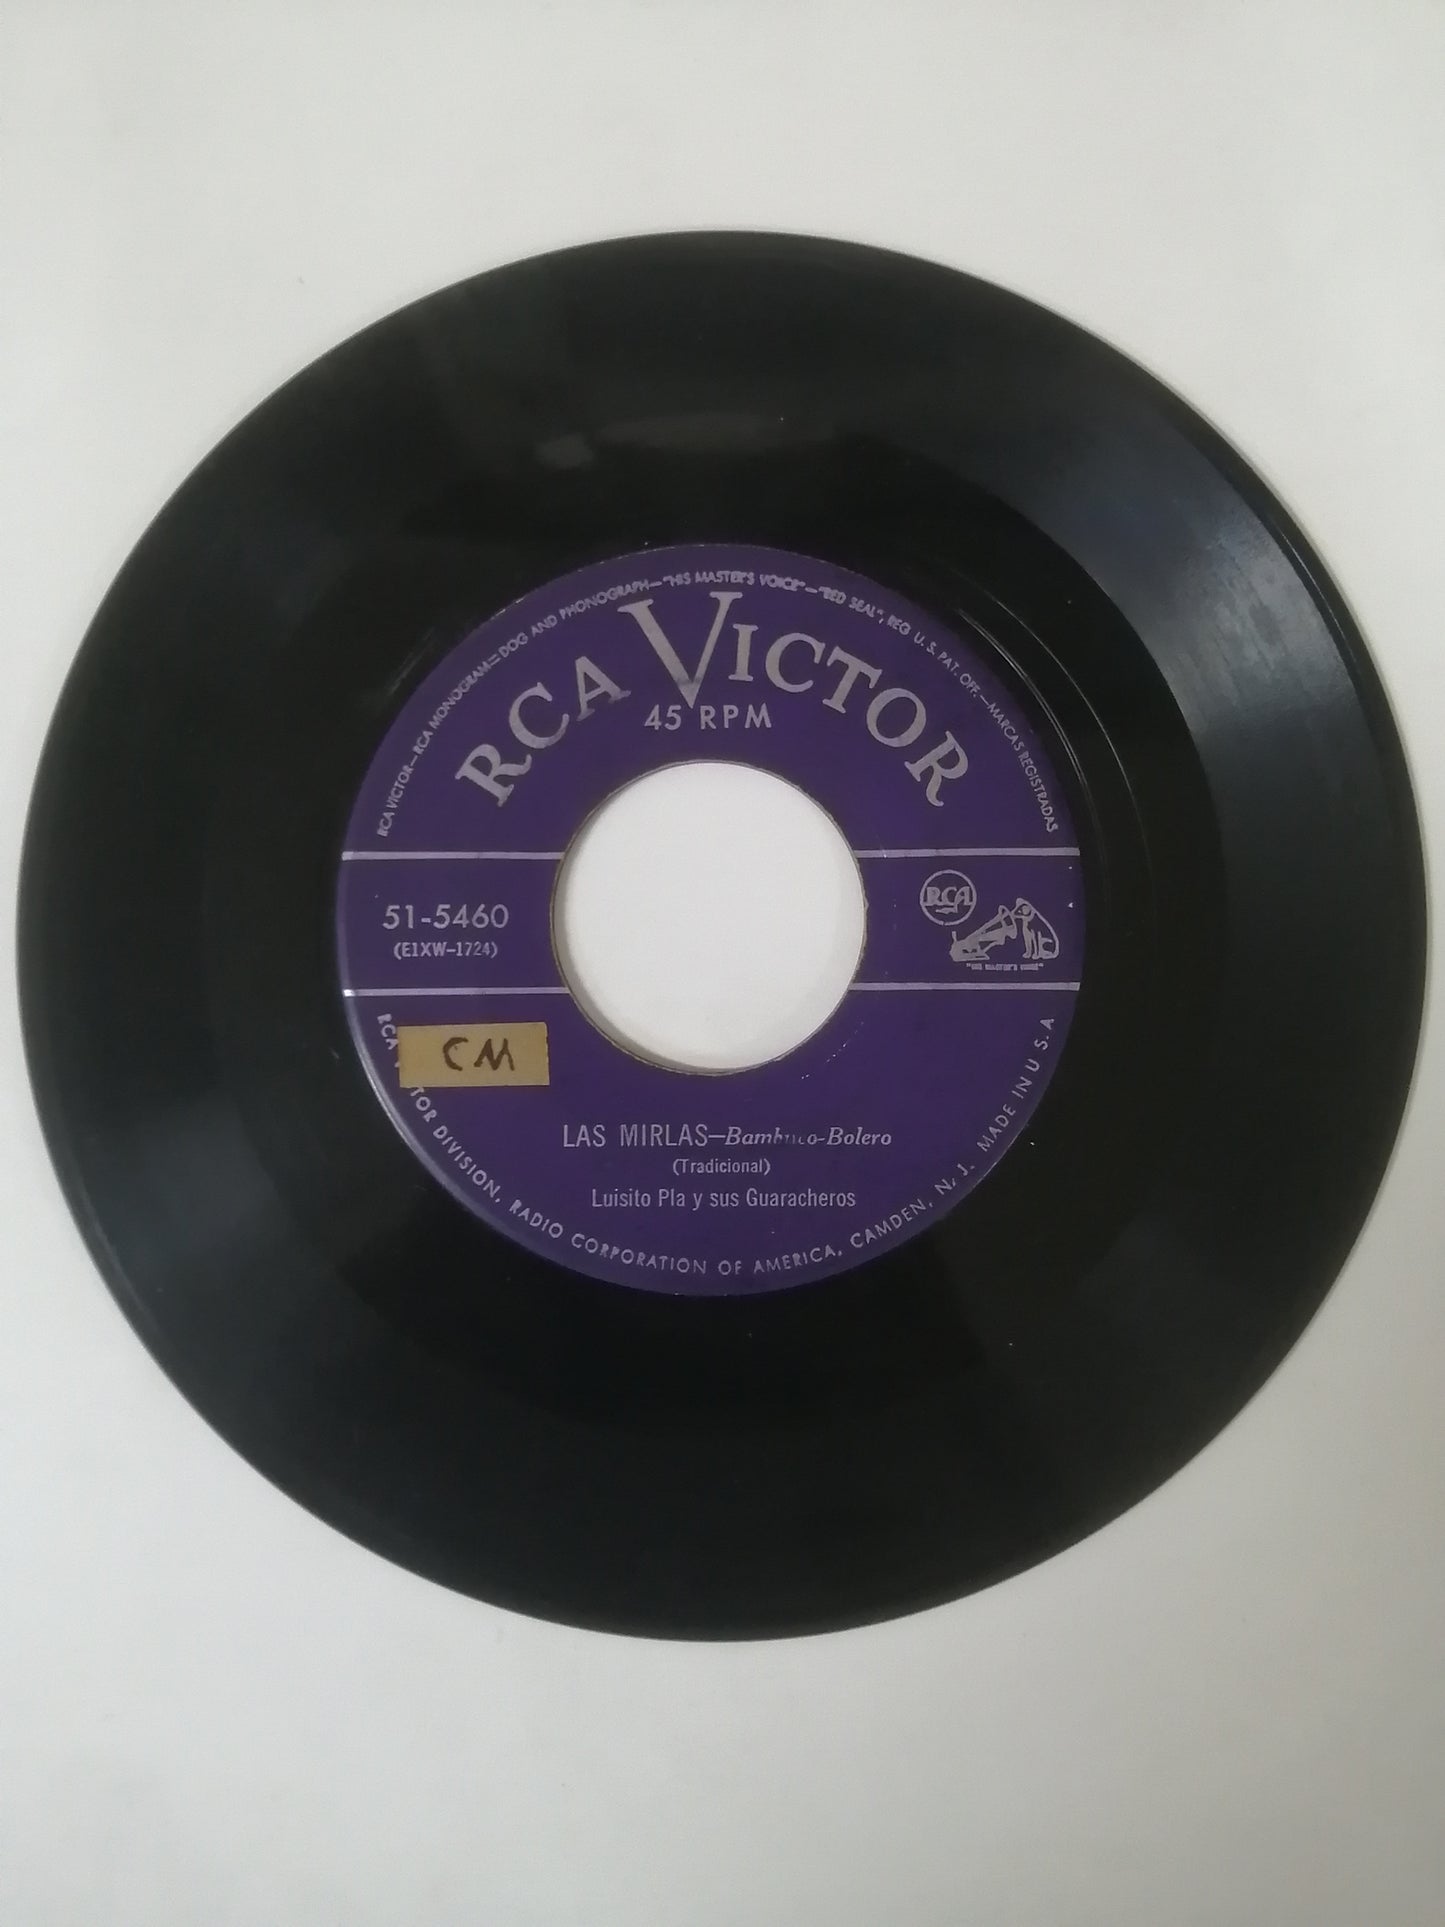 RCA VICTOR—RCA MONOGRAM—DOG AND PHONOGRAPH—"HIS MASTER'S VOICE"—"RED SEAL", REG U. S. PAT. OFF.—MARCAS REGISTRADAS
RCA VICTOR
45 RPM
51-5460
(E1XW-1724)
RCA
"HIS MASTER'S VOICE"
CM
LAS MIRLAS—Bambuco-Bolero
(Tradicional)
Luisito Pla y sus Guaracheros
RCA VICTOR DIVISION, RADIO CORPORATION OF AMERICA, CAMDEN, N. J. MADE IN U S. A